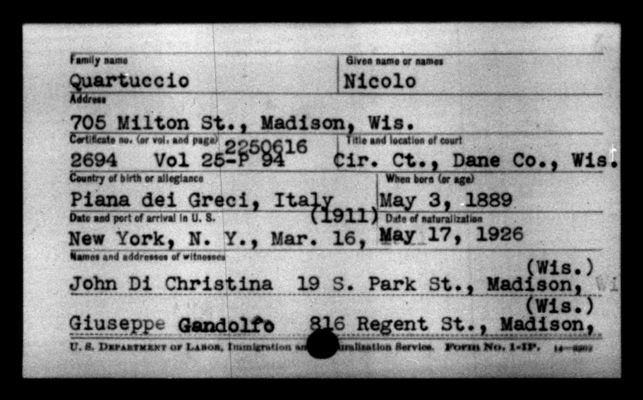 Family name Given name or names
Quartuccio Nicolo
Address
705 Milton St., Madison, Wis.
Certificate no. (or vol. and page) 2250616 Title and location of court
2694 Vol 25-P 94 Cir. Ct., Dane Co., Wis.
Country of birth or allegiance When born (or age)
Piana dei Greci, Italy May 3, 1889
Date and port of arrival in U. S. (1911) Date of naturalization
New York, N. Y., Mar. 16, May 17, 1926
Names and addresses of witnesses
(Wis.)
John Di Christina 19 S. Park St., Madison,
(Wis.)
Giuseppe Gandolfo 816 Regent St., Madison,
U. S. Department of Labor, Immigration Service. Form No. 1-IP.